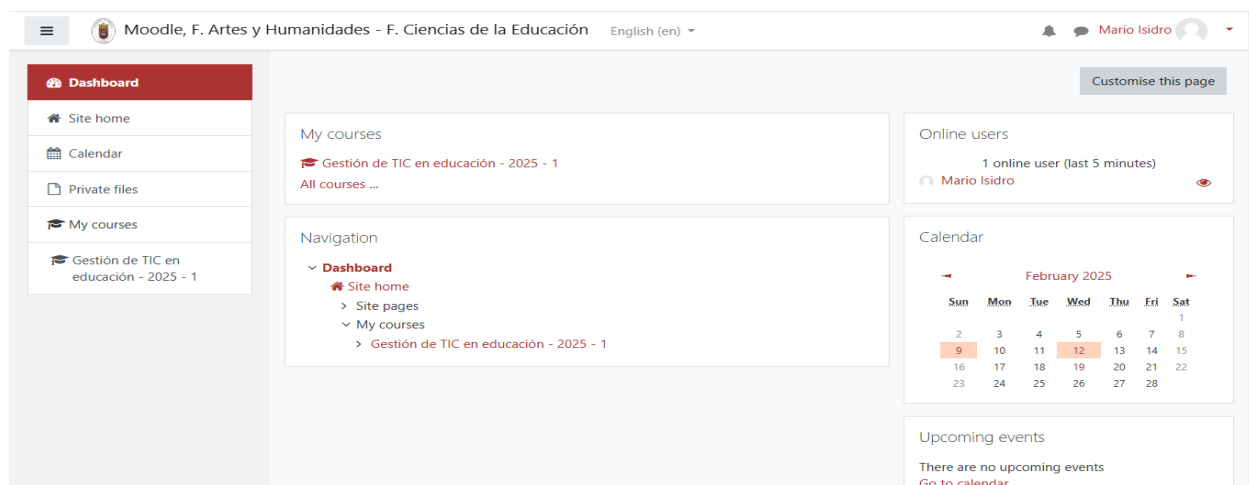 Moodle, F. Artes y Humanidades - F. Ciencias de la Educación English (en)
Mario Isidro
Dashboard
Site home
Calendar
Private files
My courses
Gestión de TIC en
educación - 2025 - 1
Customise this page
My courses
Gestión de TIC en educación - 2025 - 1
All courses ...
Navigation
Dashboard
Site home
Site pages
My courses
Gestión de TIC en educación - 2025 - 1
Online users
1 online user (last 5 minutes)
Mario Isidro
Calendar
February 2025
Sun Mon Tue Wed Thu Fri Sat
1
2 3 4 5 6 7 8
9 10 11 12 13 14 15
16 17 18 19 20 21 22
23 24 25 26 27 28
Upcoming events
There are no upcoming events
Go to calendar